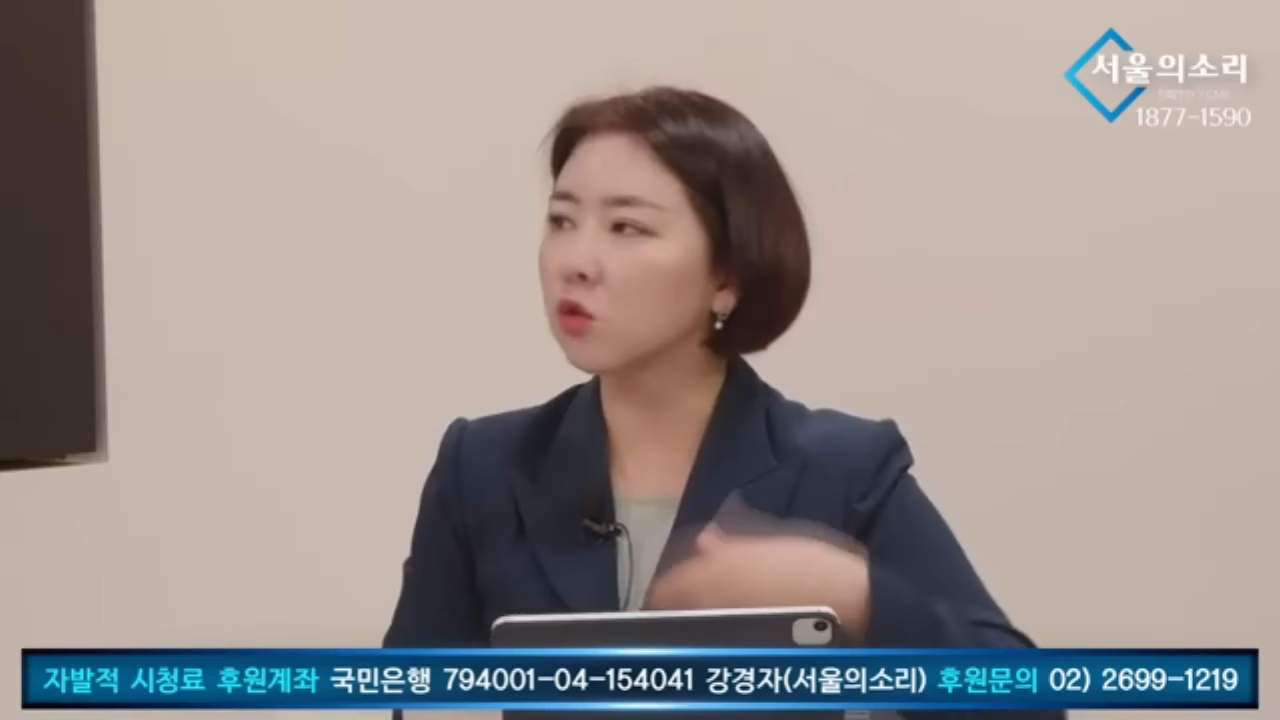 서울의소리
1877-1590
자발적 시청료 후원계좌 국민은행 794001-04-154041 강경자(서울의소리) 후원문의 02) 2699-1219